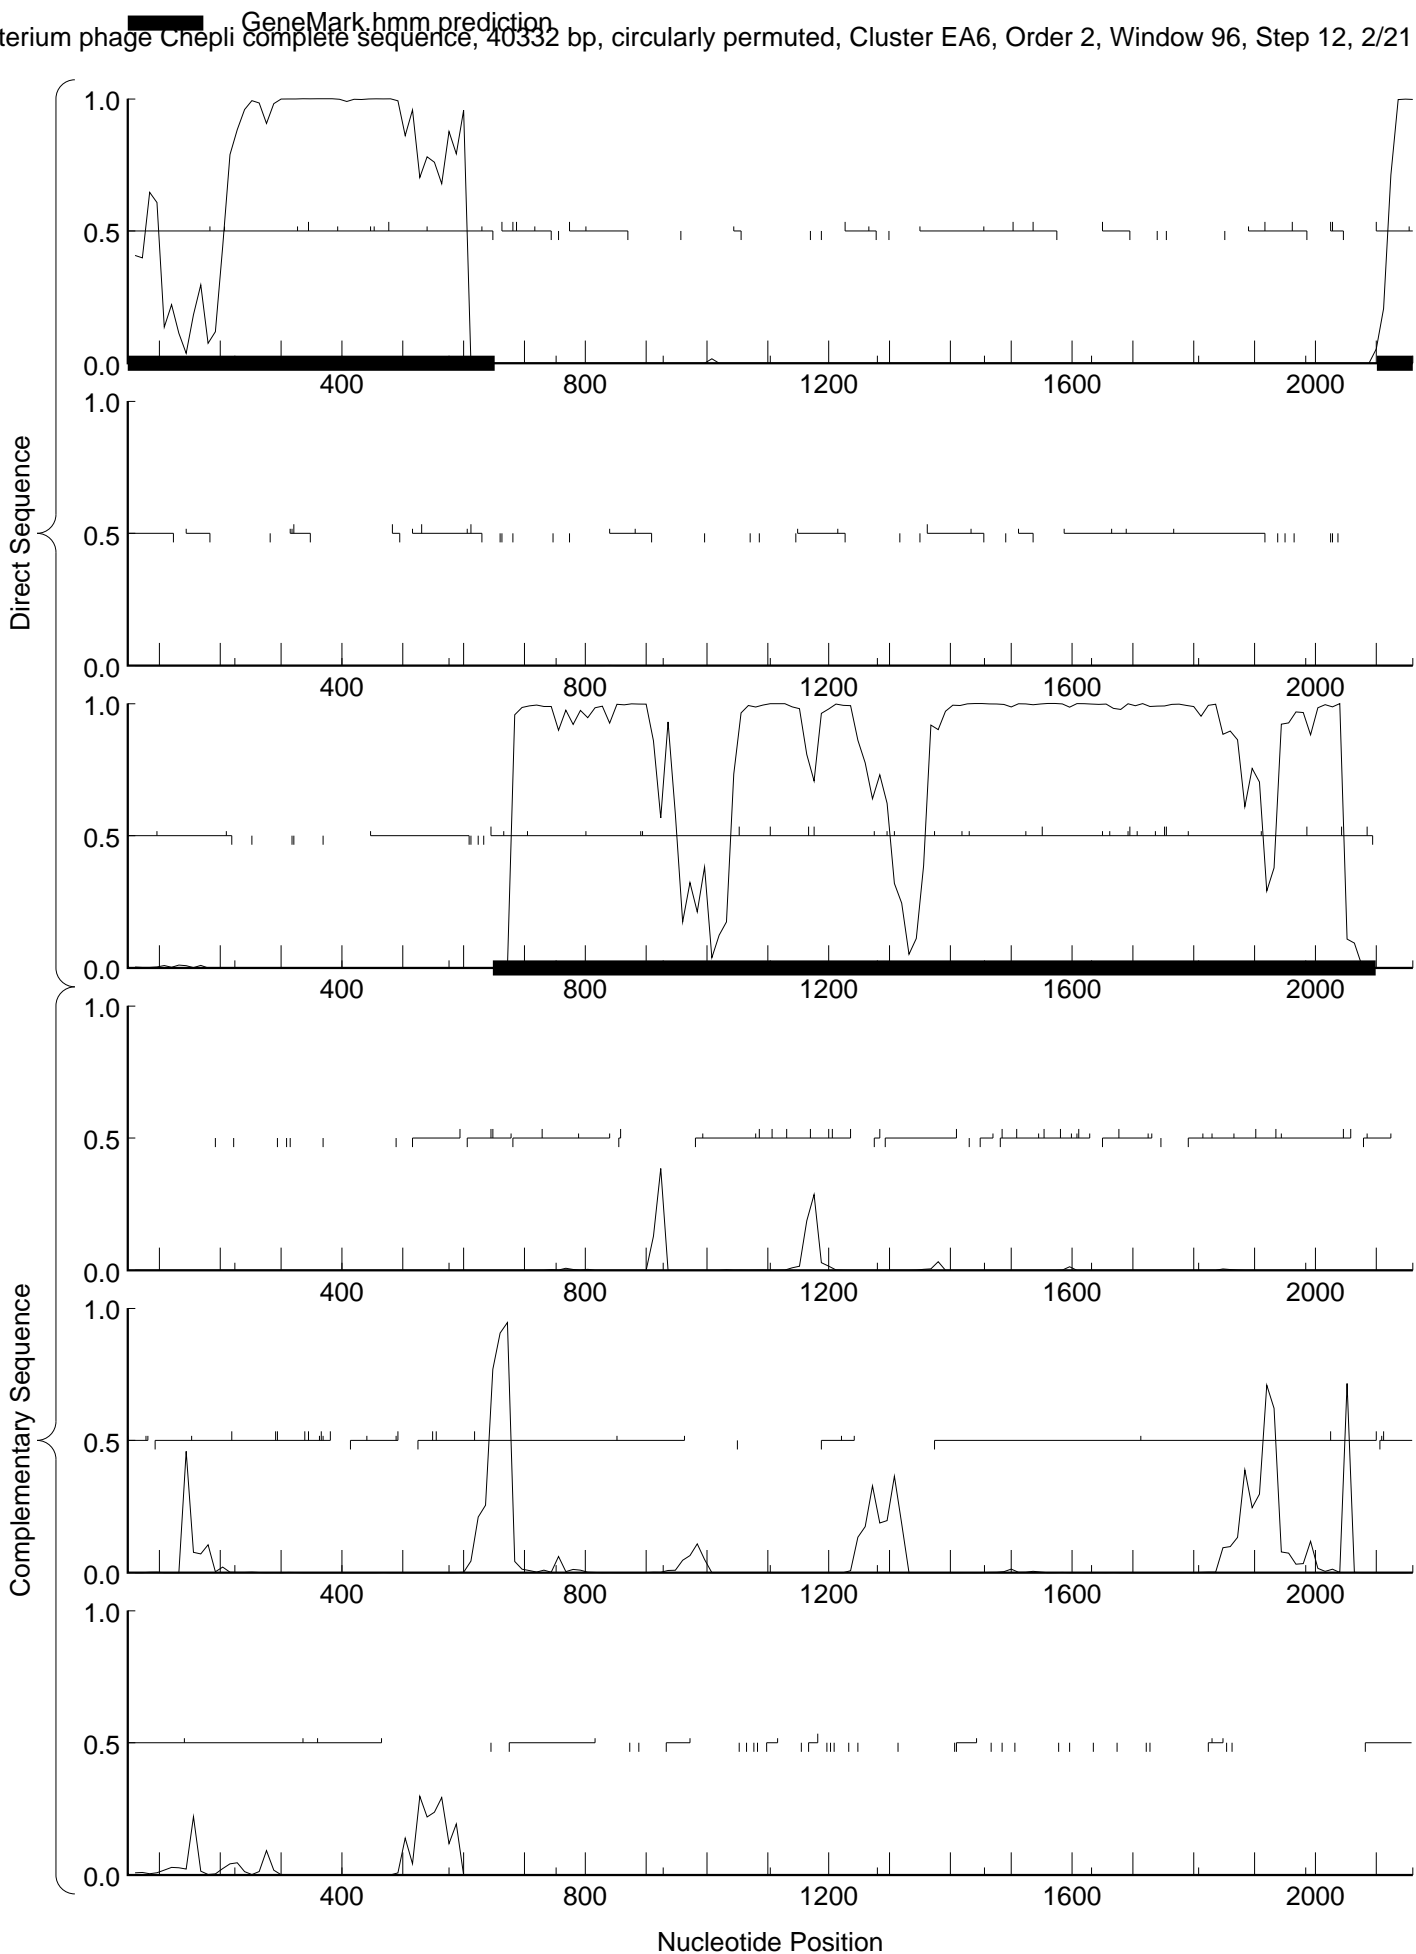 GeneMark.hmm prediction
terium phage Chepli complete sequence, 40332 bp, circularly permuted, Cluster EA6, Order 2, Window 96, Step 12, 2/21
Direct Sequence
1.0
0.5
0.0
400 800 1200 1600 2000
1.0
0.5
0.0
400 800 1200 1600 2000
1.0
0.5
0.0
400 800 1200 1600 2000
Complementary Sequence
1.0
0.5
0.0
400 800 1200 1600 2000
1.0
0.5
0.0
400 800 1200 1600 2000
1.0
0.5
0.0
400 800 1200 1600 2000
Nucleotide Position